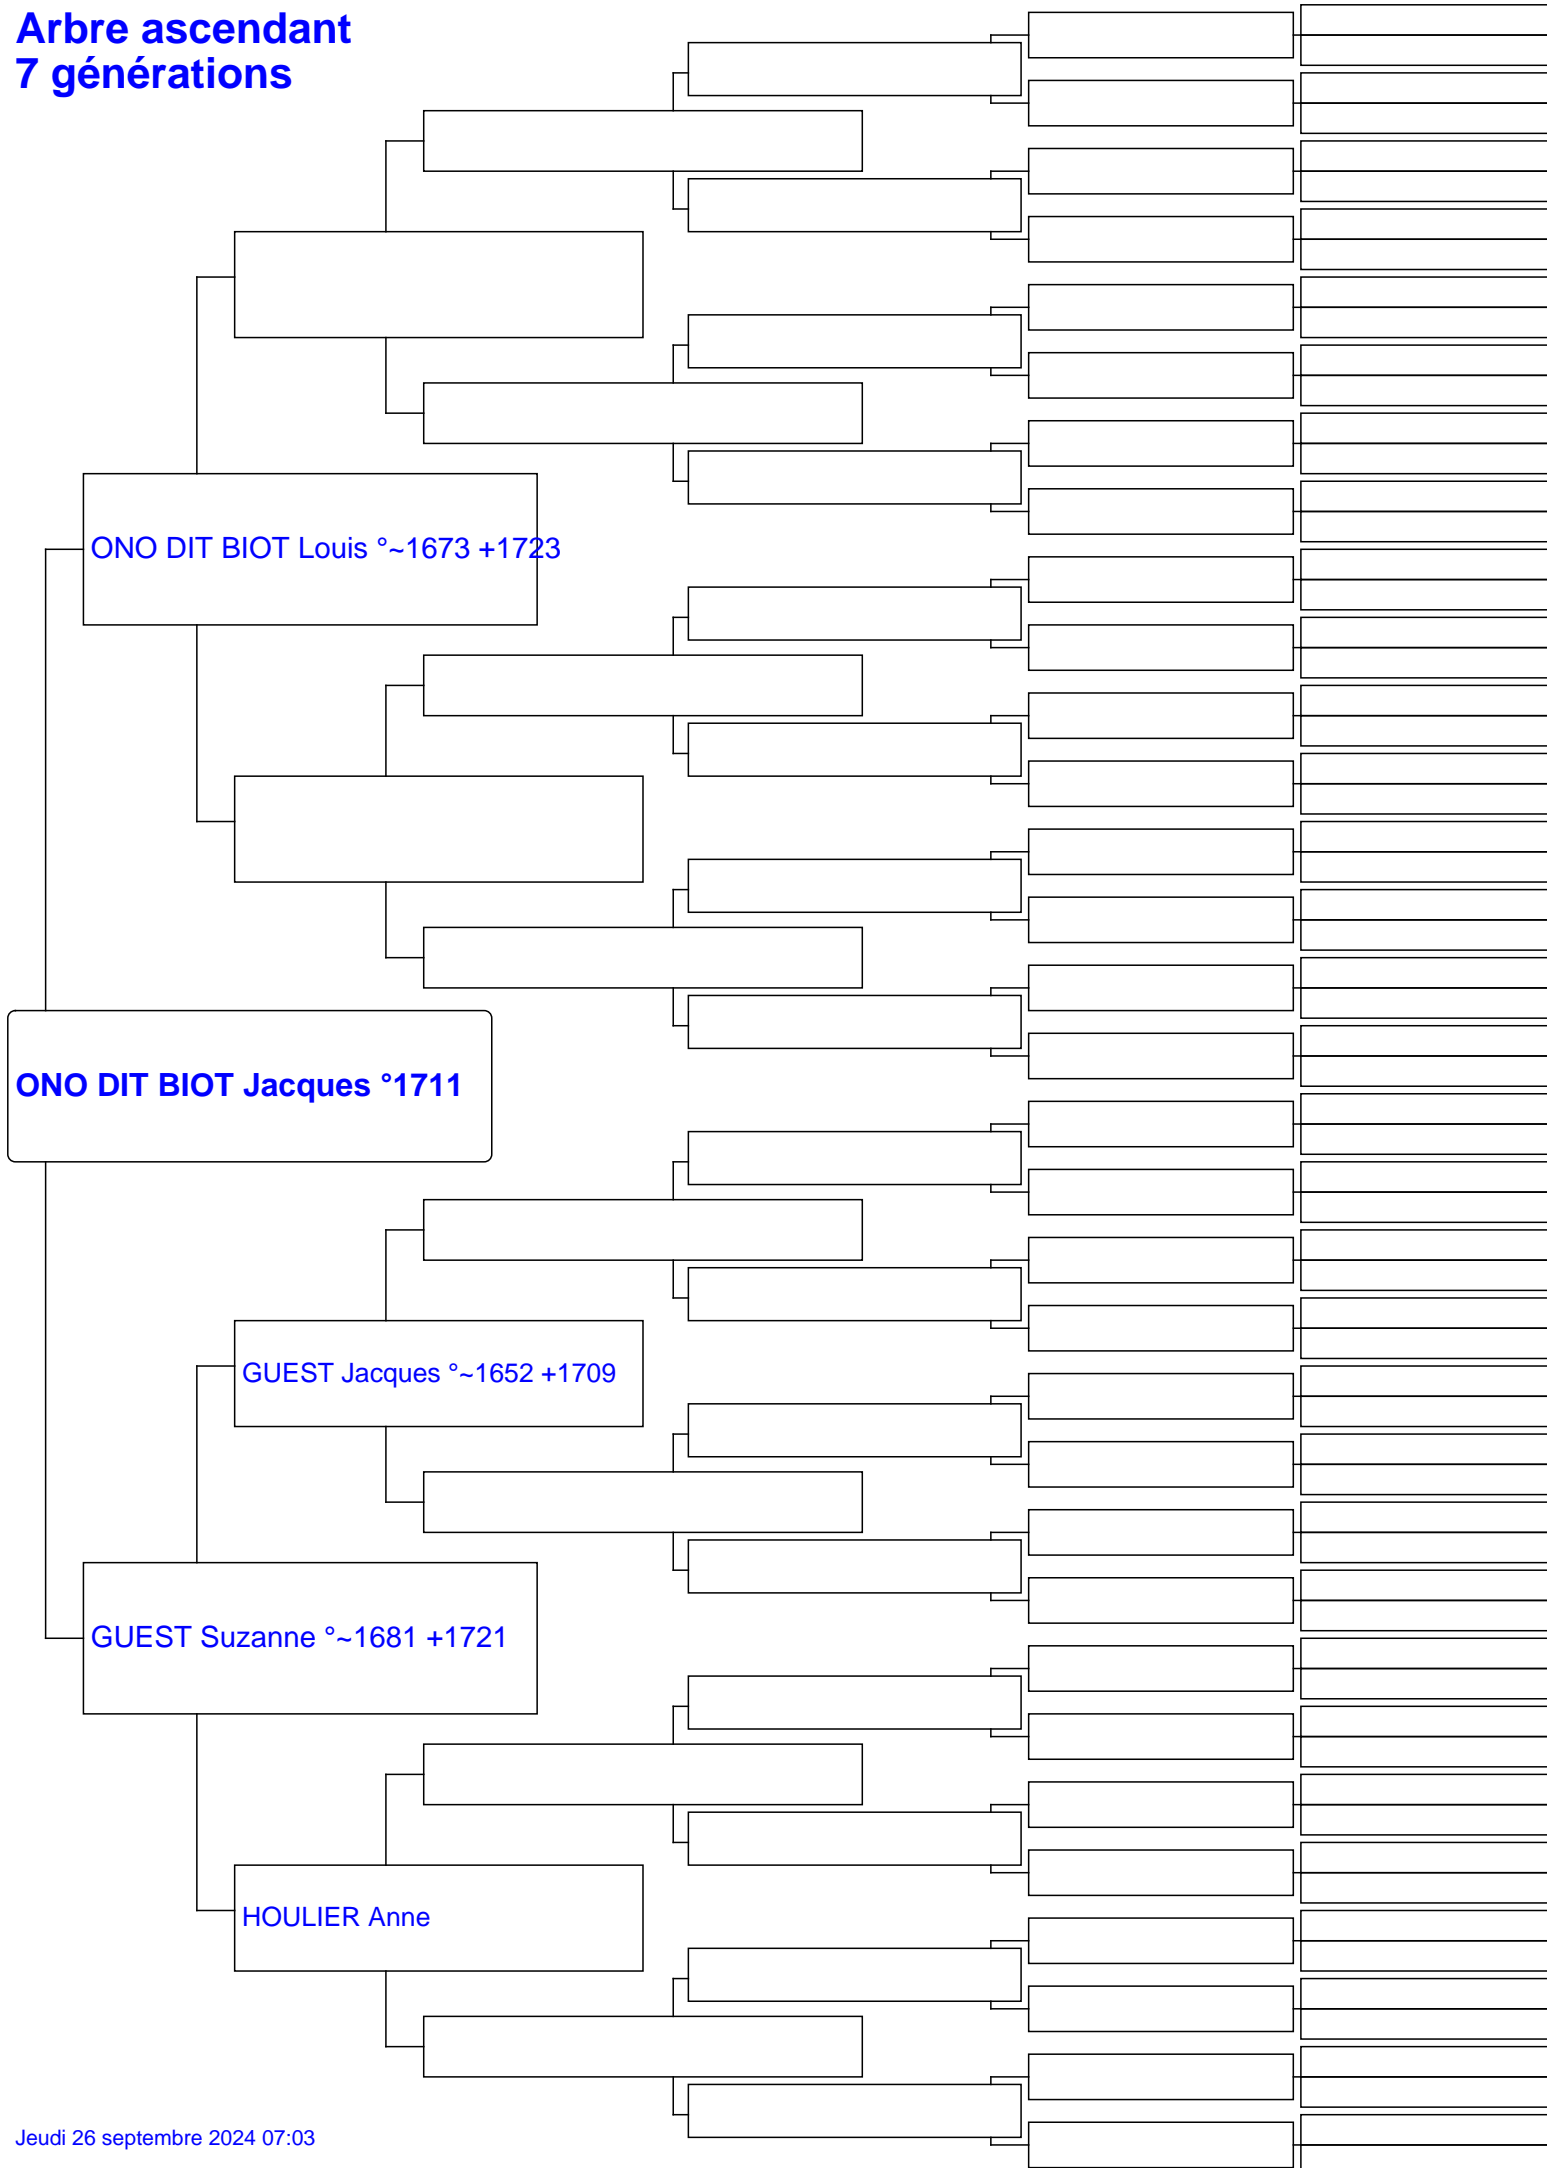 Arbre ascendant
7 générations
ONO DIT BIOT Louis °~1673 +1723
ONO DIT BIOT Jacques °1711
GUEST Jacques °~1652 +1709
GUEST Suzanne °~1681 +1721
HOULIER Anne
Jeudi 26 septembre 2024 07:03